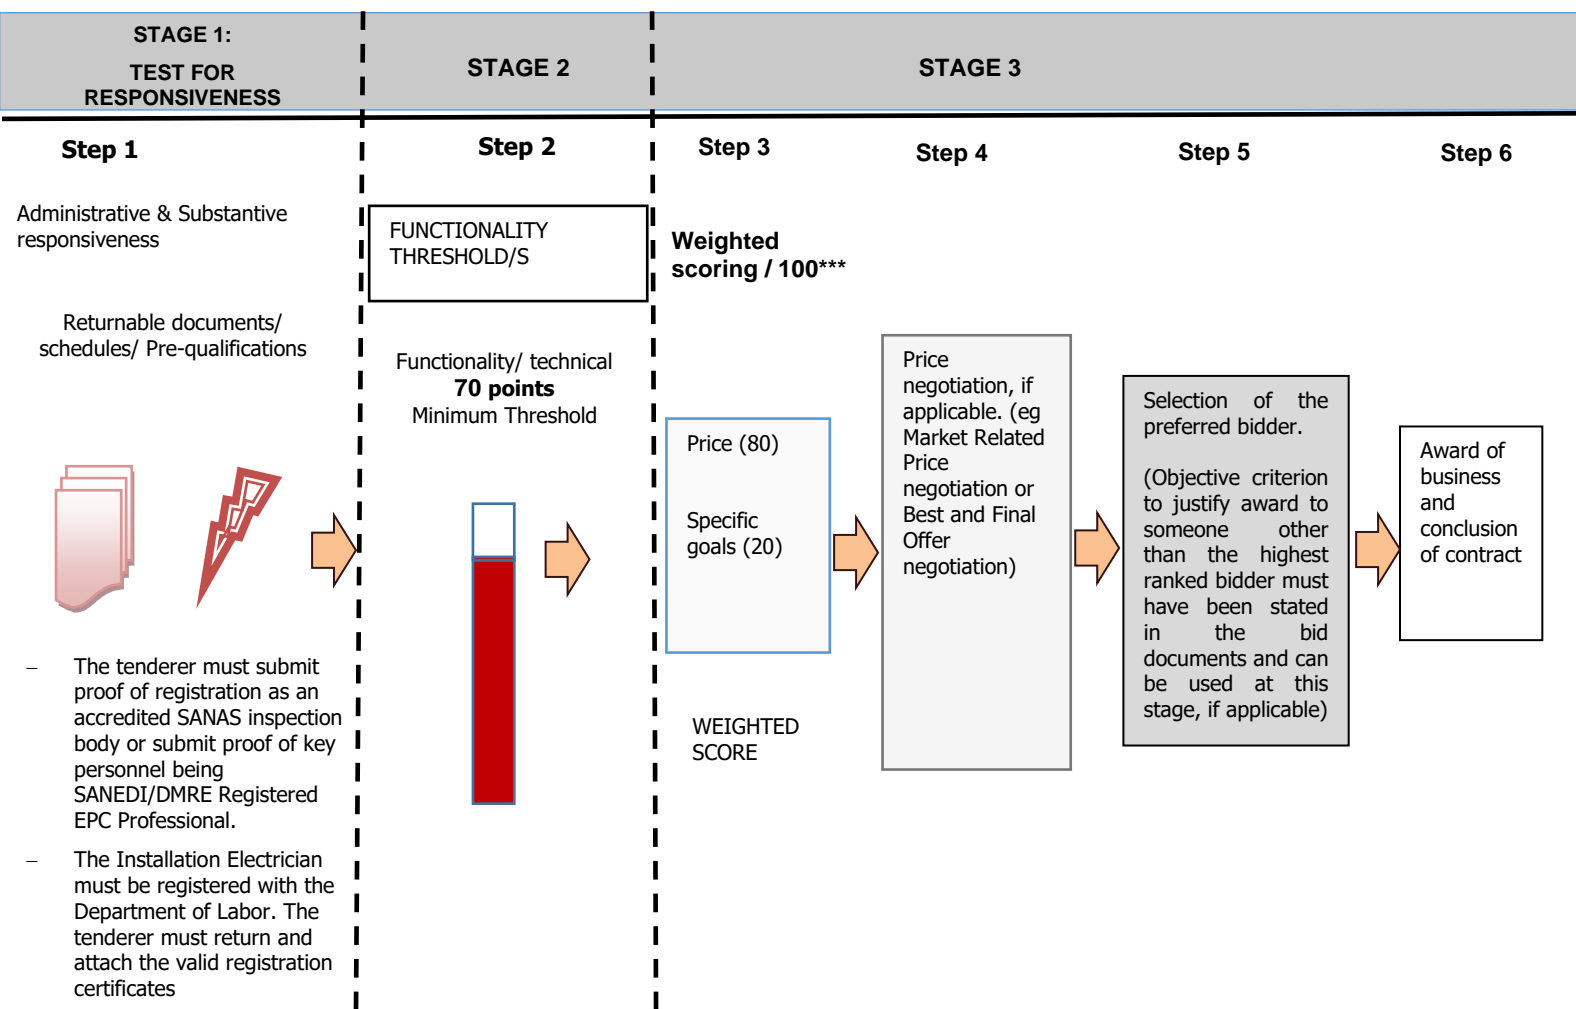 STAGE 1:
TEST FOR
RESPONSIVENESS
STAGE 2
STAGE 3
Step 1
Step 2
Step 3
Step 4
Step 5
Step 6
Administrative & Substantive
responsiveness
Returnable documents/
schedules/ Pre-qualifications
– The tenderer must submit
proof of registration as an
accredited SANAS inspection
body or submit proof of key
personnel being
SANEDI/DMRE Registered
EPC Professional.
– The Installation Electrician
must be registered with the
Department of Labor. The
tenderer must return and
attach the valid registration
certificates
FUNCTIONALITY
THRESHOLD/S
Functionality/ technical
70 points
Minimum Threshold
Weighted
scoring / 100***
Price (80)
Specific
goals (20)
WEIGHTED
SCORE
Price
negotiation, if
applicable. (eg
Market Related
Price
negotiation or
Best and Final
Offer
negotiation)
Selection of the
preferred bidder.
(Objective criterion
to justify award to
someone other
than the highest
ranked bidder must
have been stated
in the bid
documents and can
be used at this
stage, if applicable)
Award of
business
and
conclusion
of contract